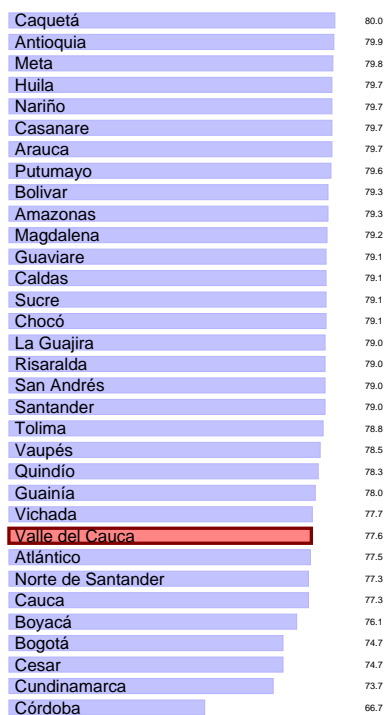 Caquetá 80.0
Antioquia 79.9
Meta 79.8
Huila 79.7
Nariño 79.7
Casanare 79.7
Arauca 79.7
Putumayo 79.6
Bolivar 79.3
Amazonas 79.3
Magdalena 79.2
Guaviare 79.1
Caldas 79.1
Sucre 79.1
Chocó 79.1
La Guajira 79.0
Risaralda 79.0
San Andrés 79.0
Santander 79.0
Tolima 78.8
Vaupés 78.5
Quindío 78.3
Guainía 78.0
Vichada 77.7
Valle del Cauca 77.6
Atlántico 77.5
Norte de Santander 77.3
Cauca 77.3
Boyacá 76.1
Bogotá 74.7
Cesar 74.7
Cundinamarca 73.7
Córdoba 66.7